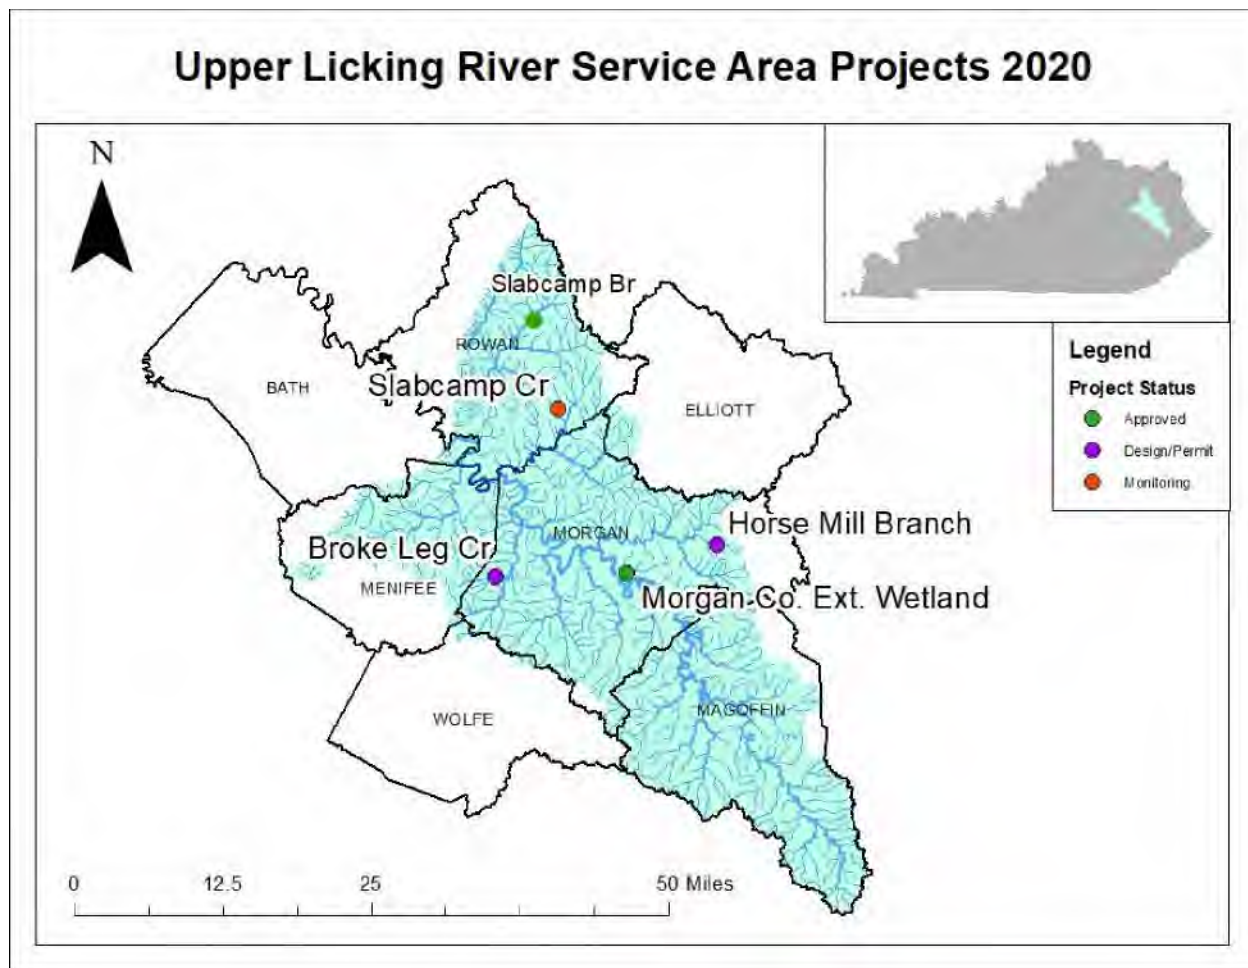 Upper Licking River Service Area Projects 2020
N
Slabcamp Br
ROWAN
BATH
Slabcamp Cr
ELLIOTT
Legend
Project Status
Approved
Design/Permit
Monitoring
Horse Mill Branch
MORGAN
Broke Leg Cr
MENIFEE
Morgan Co. Ext. Wetland
WOLFE
MAGOFFIN
0 12.5 25 50 Miles